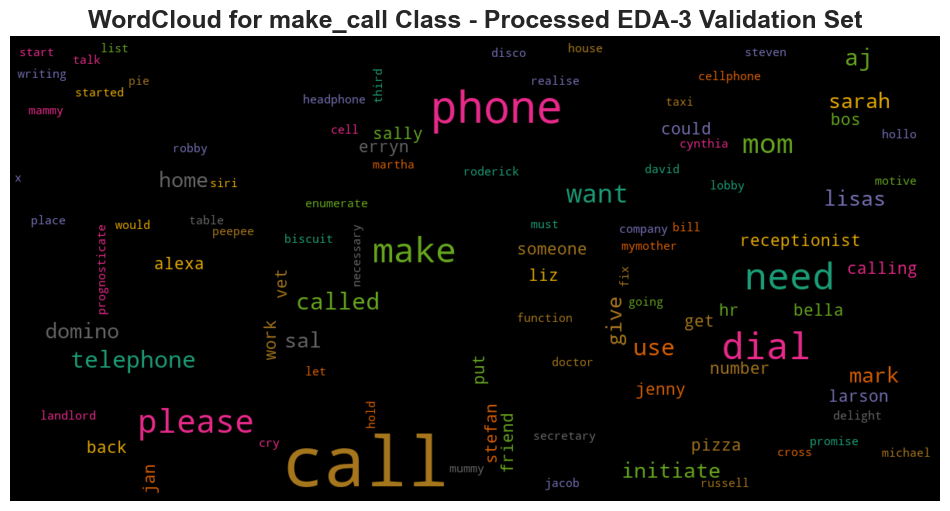 WordCloud for make_call Class - Processed EDA-3 Validation Set
start
list
talk
writing
pie
started
mammy
disco
house
steven
aj
realise
cellphone
third
headphone
phone
taxi
sarah
bos
cell
sally
erryn
could
cynthia
mom
hollo
robby
martha
roderick
david
lobby
motive
x
home
siri
want
lisas
enumerate
place
would
table
peepee
biscuit
necessary
must
company
bill
mymother
receptionist
prognosticate
alexa
vet
make
someone
liz
fix
need
calling
called
give
going
hr
bella
domino
work
sal
function
get
telephone
let
put
doctor
use
dial
number
mark
jenny
larson
landlord
please
hold
stefan
friend
secretary
delight
back
cry
pizza
promise
cross
michael
jan
call
mummy
jacob
initiate
russell